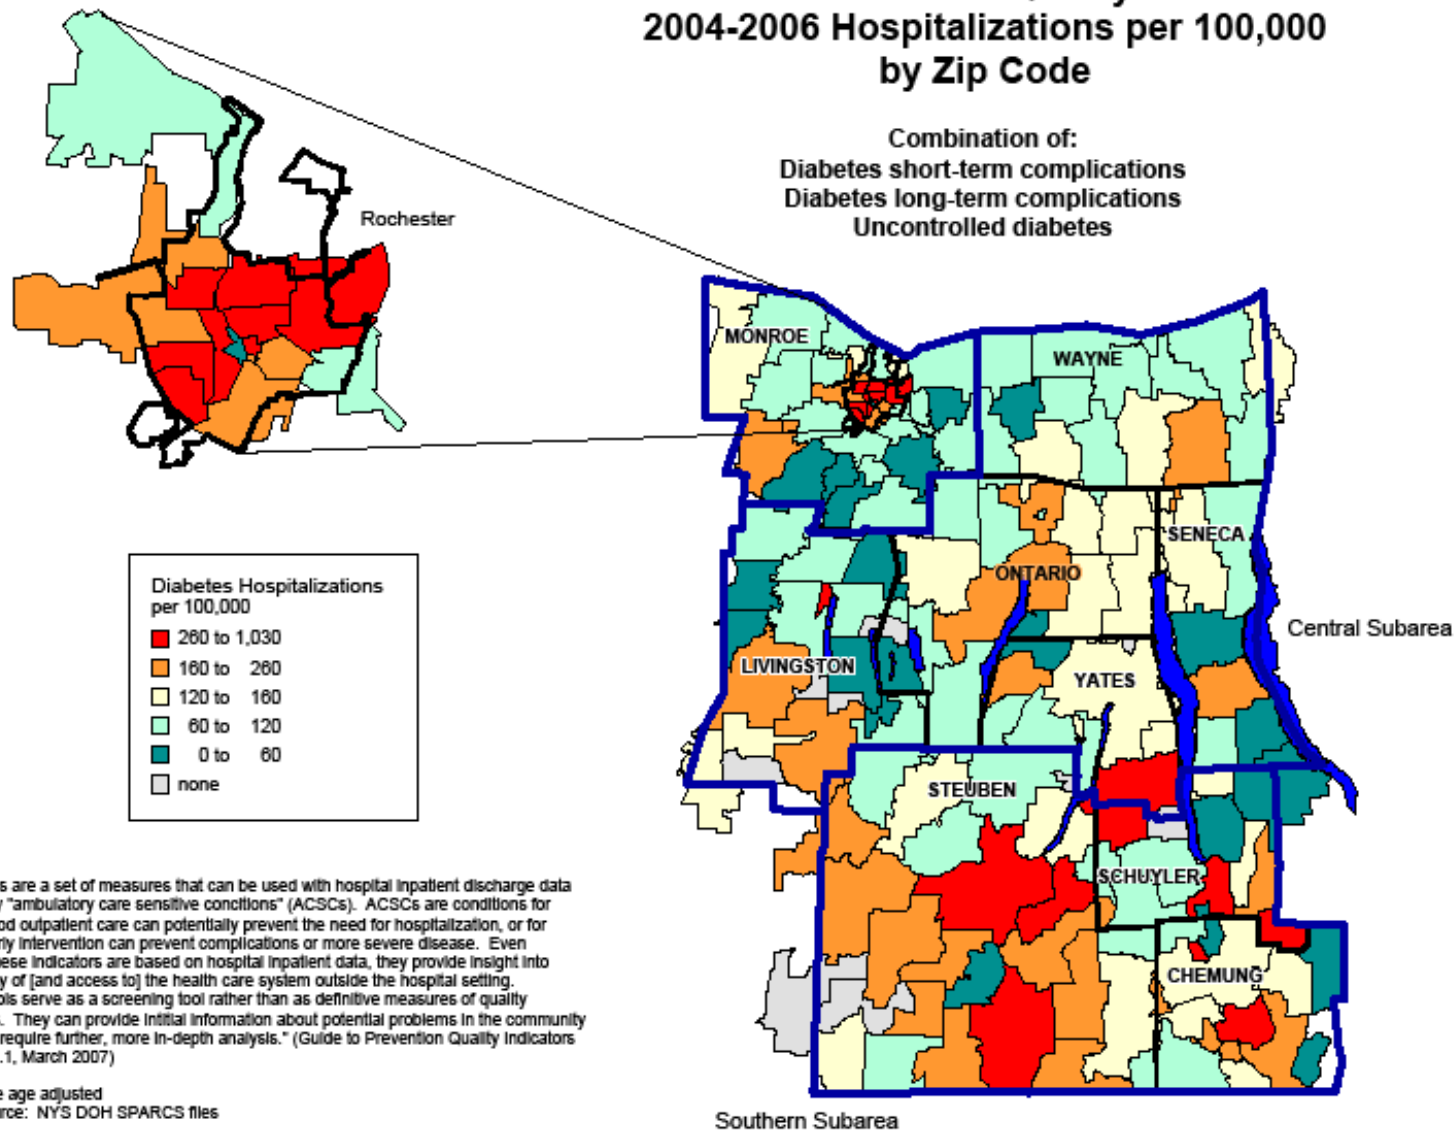 2004-2006 Hospitalizations per 100,000
by Zip Code
Combination of:
Diabetes short-term complications
Diabetes long-term complications
Uncontrolled diabetes
Rochester
MONROE
WAYNE
SENECA
ONTARIO
Central Subarea
LIVINGSTON
YATES
STEUBEN
SCHUYLER
CHEMUNG
Southern Subarea
Diabetes Hospitalizations
per 100,000
260 to 1,030
160 to 260
120 to 160
60 to 120
0 to 60
none
s are a set of measures that can be used with hospital inpatient discharge data
y "ambulatory care sensitive conctions" (ACSCs). ACSCs are conditions for
od outpatient care can potentially prevent the need for hospitalization, or for
rly intervention can prevent complications or more severe disease. Even
ese indicators are based on hospital inpatient data, they provide insight into
y of [and access to] the health care system outside the hospital setting.
ols serve as a screening tool rather than as definitive measures of quality
. They can provide intitial information about potential problems in the community
require further, more in-depth analysis." (Guide to Prevention Quality Indicators
.1, March 2007)
e age adjusted
rce: NYS DOH SPARCS files